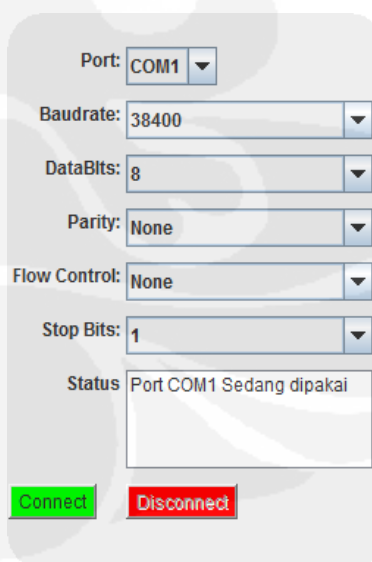 Port: COM1
Baudrate: 38400
DataBIts: 8
Parity: None
Flow Control: None
Stop Bits: 1
Status Port COM1 Sedang dipakai
Connect Disconnect